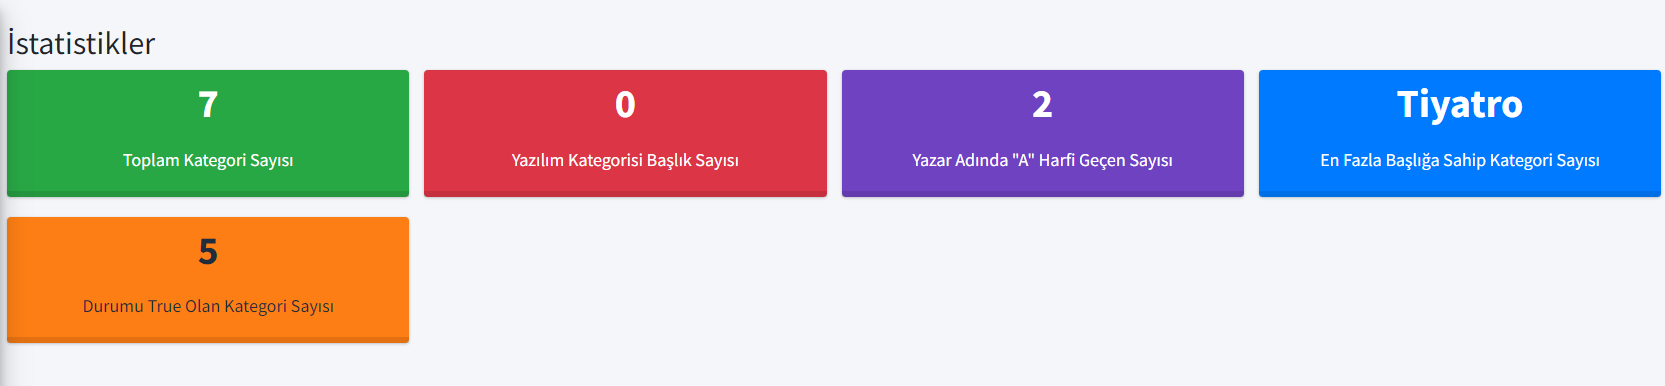 İstatistikler
7
Toplam Kategori Sayısı
0
Yazılım Kategorisi Başlık Sayısı
2
Yazar Adında "A" Harfi Geçen Sayısı
Tiyatro
En Fazla Başlığa Sahip Kategori Sayısı
5
Durumu True Olan Kategori Sayısı